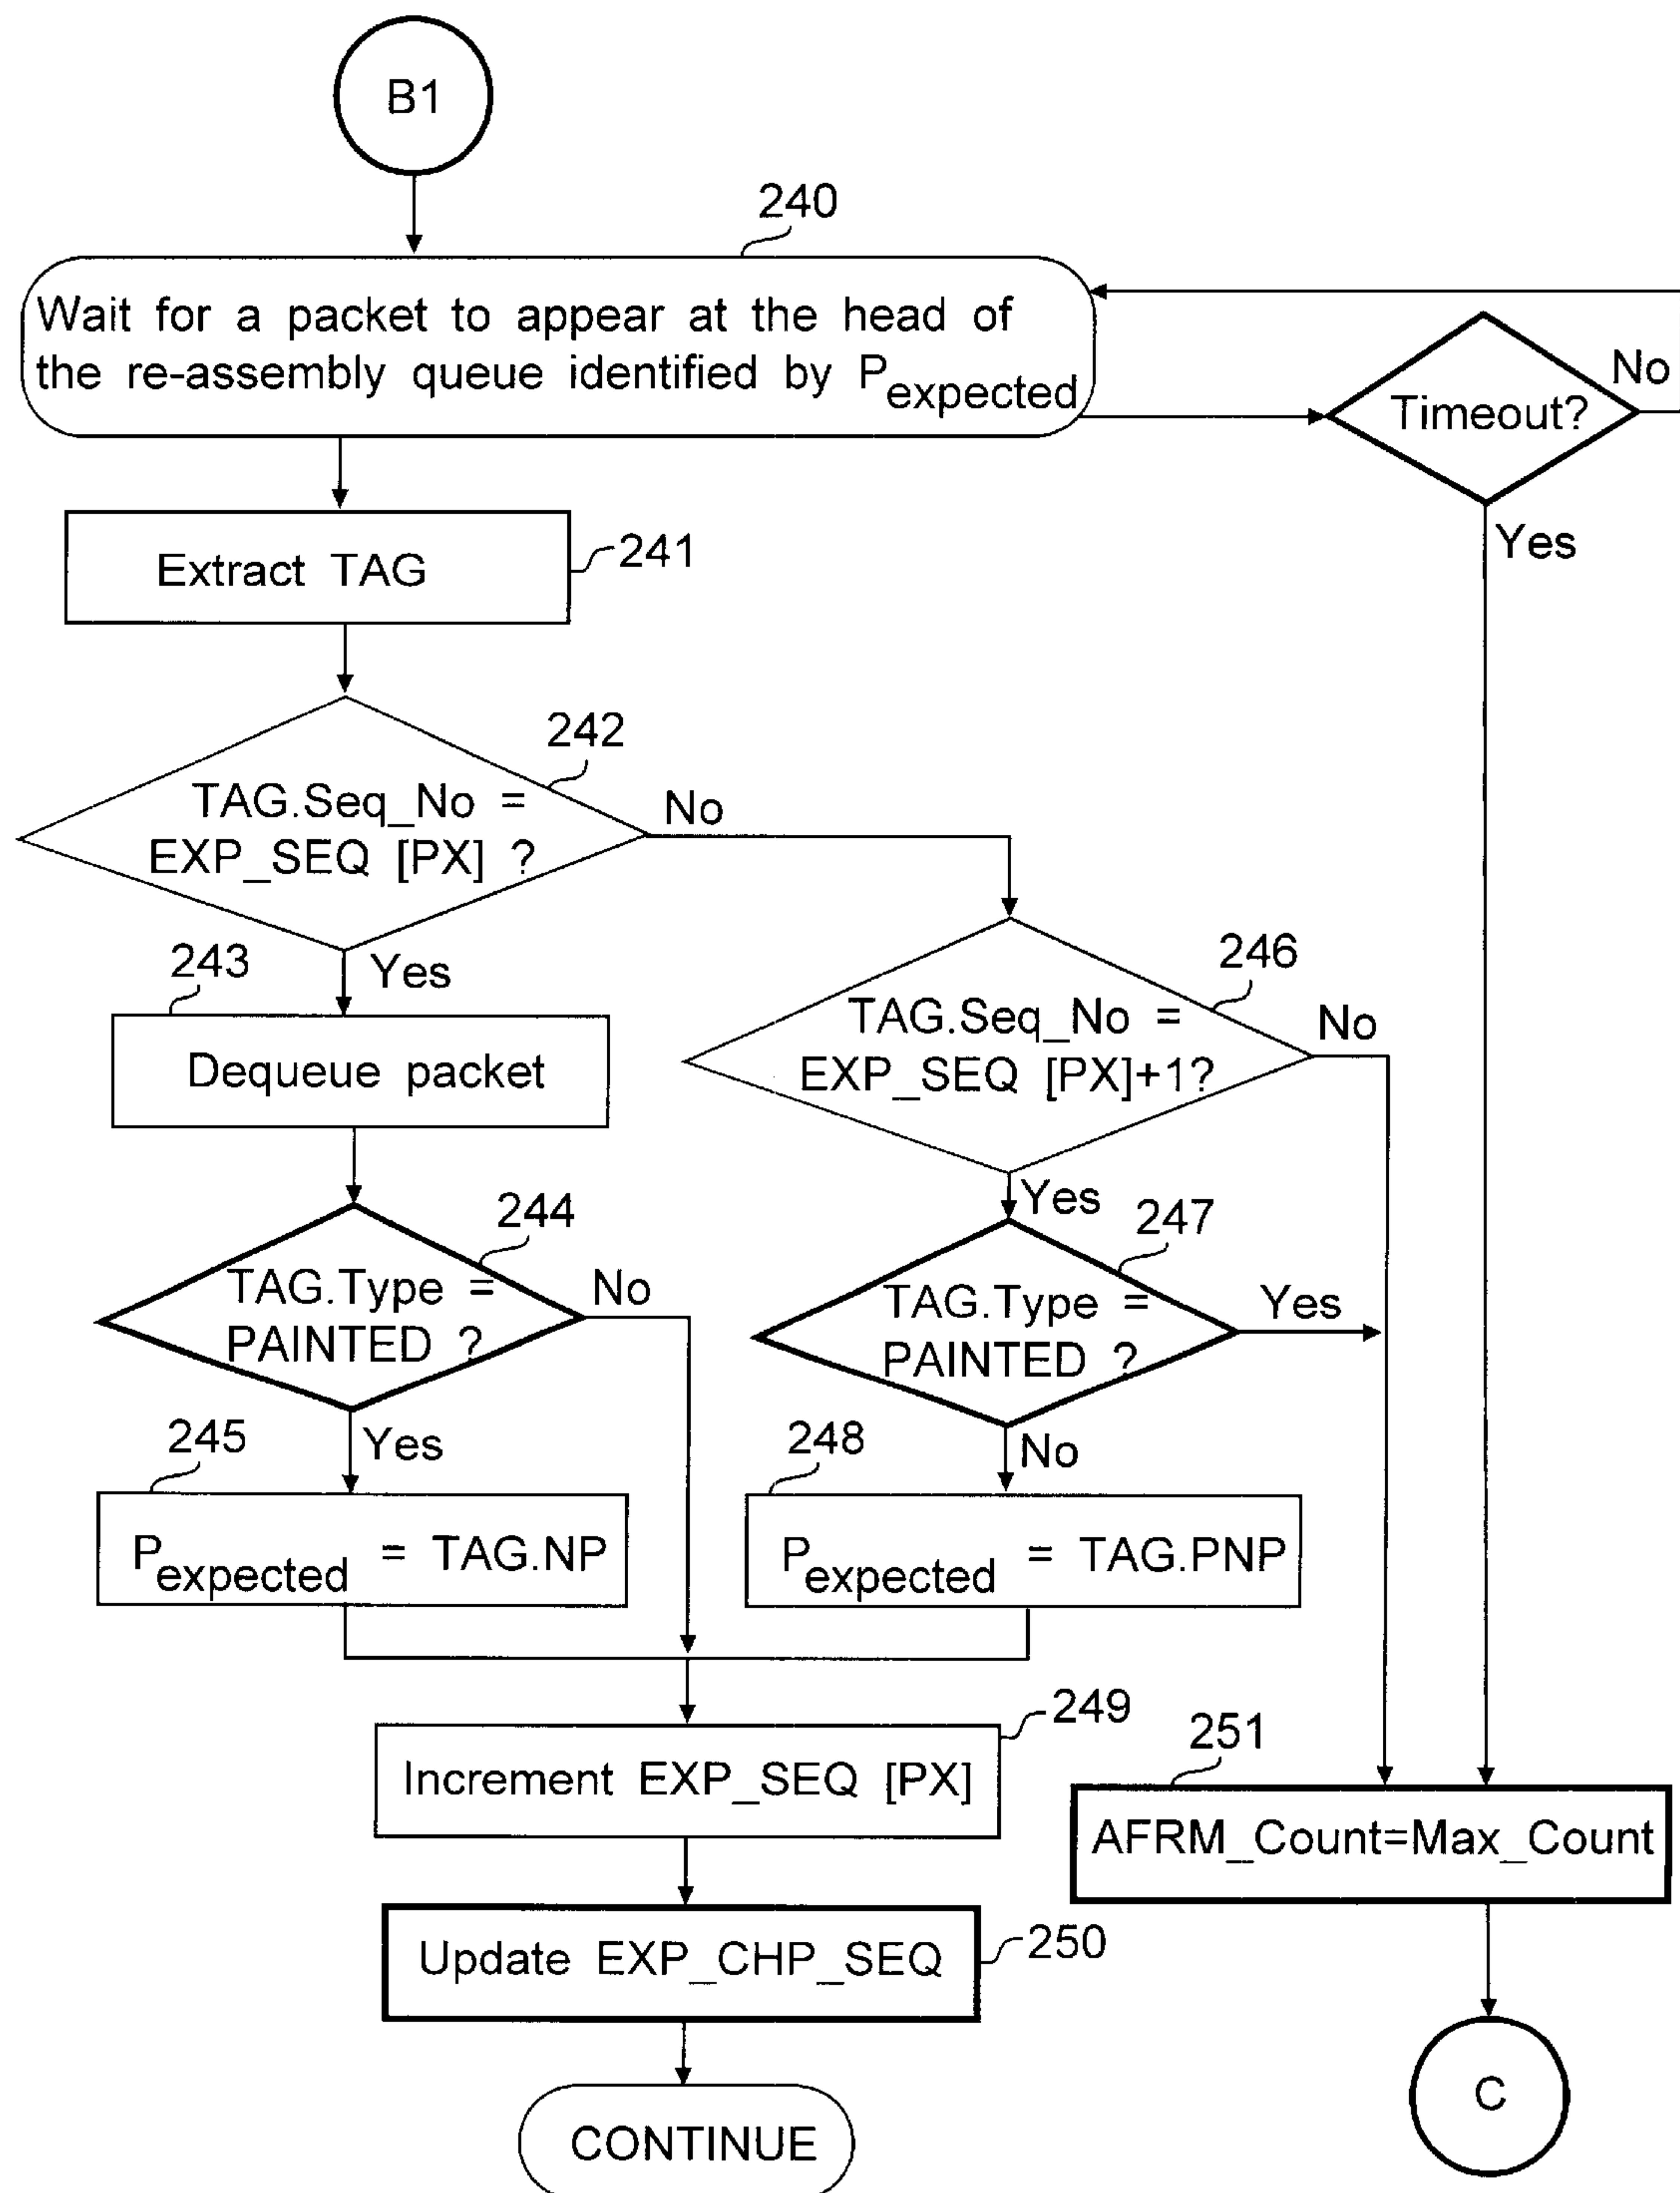 B1
240
Wait for a packet to appear at the head of
the re-assembly queue identified by Pexpected
Timeout?
No
Yes
Extract TAG
241
242
TAG.Seq_No =
EXP_SEQ [PX] ?
No
Yes
243
Dequeue packet
246
TAG.Seq_No =
EXP_SEQ [PX]+1?
No
Yes
244
TAG.Type =
PAINTED ?
No
Yes
247
TAG.Type =
PAINTED ?
Yes
No
245
Pexpected = TAG.NP
248
Pexpected = TAG.PNP
249
Increment EXP_SEQ [PX]
251
AFRM_Count=Max_Count
Update EXP_CHP_SEQ
250
CONTINUE
C